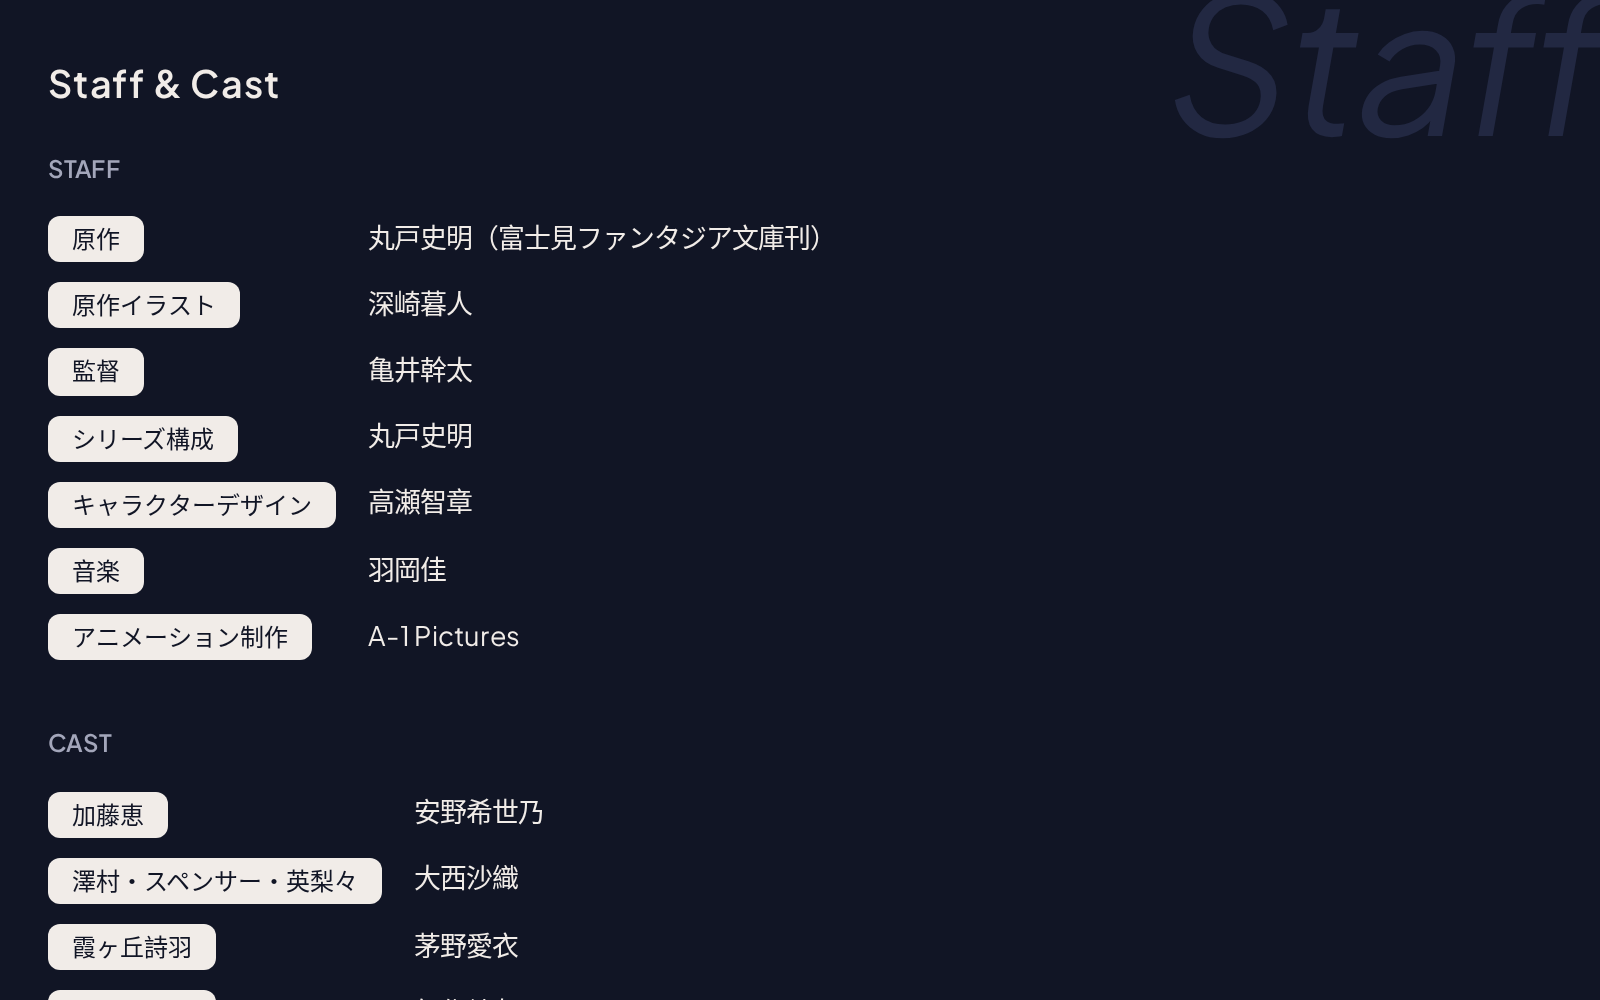 Staff
Staff & Cast
STAFF
原作 丸戸史明（富士見ファンタジア文庫刊）
原作イラスト 深崎暮人
監督 亀井幹太
シリーズ構成 丸戸史明
キャラクターデザイン 高瀬智章
音楽 羽岡佳
アニメーション制作 A-1 Pictures
CAST
加藤恵 安野希世乃
澤村・スペンサー・英梨々 大西沙織
霞ヶ丘詩羽 茅野愛衣